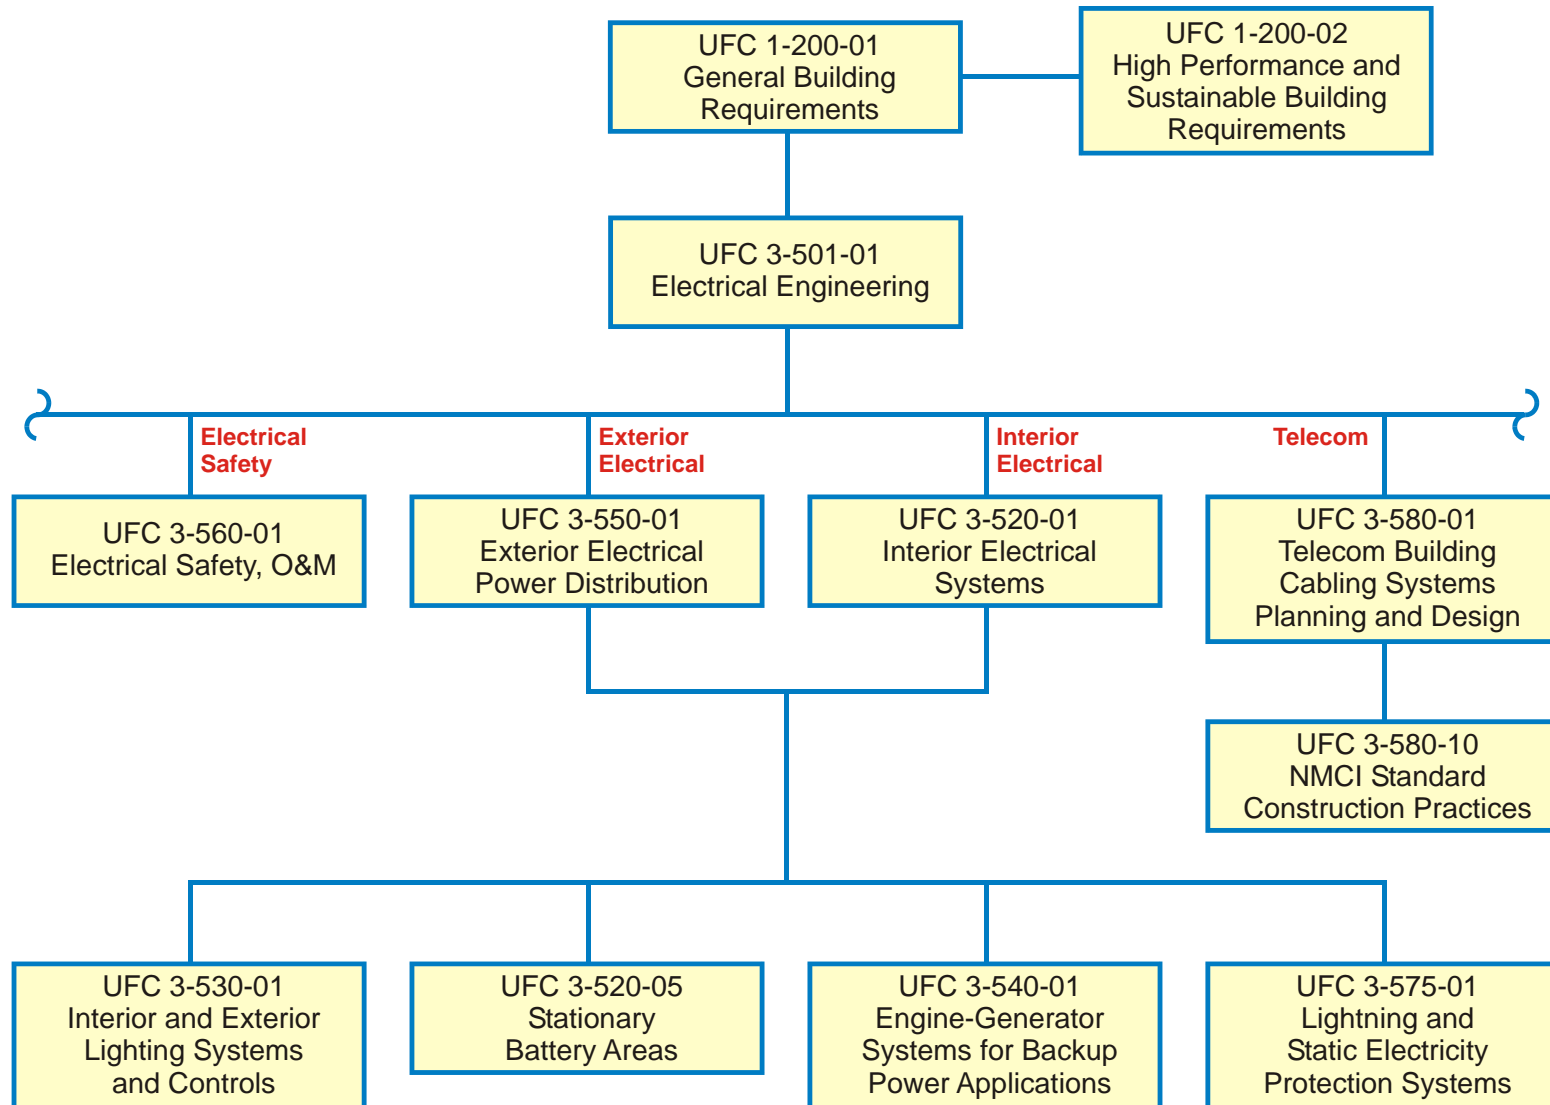 UFC 1-200-01
General Building
Requirements
UFC 1-200-02
High Performance and
Sustainable Building
Requirements
UFC 3-501-01
Electrical Engineering
Electrical
Safety
Exterior
Electrical
Interior
Electrical
Telecom
UFC 3-560-01
Electrical Safety, O&M
UFC 3-550-01
Exterior Electrical
Power Distribution
UFC 3-520-01
Interior Electrical
Systems
UFC 3-580-01
Telecom Building
Cabling Systems
Planning and Design
UFC 3-580-10
NMCI Standard
Construction Practices
UFC 3-530-01
Interior and Exterior
Lighting Systems
and Controls
UFC 3-520-05
Stationary
Battery Areas
UFC 3-540-01
Engine-Generator
Systems for Backup
Power Applications
UFC 3-575-01
Lightning and
Static Electricity
Protection Systems